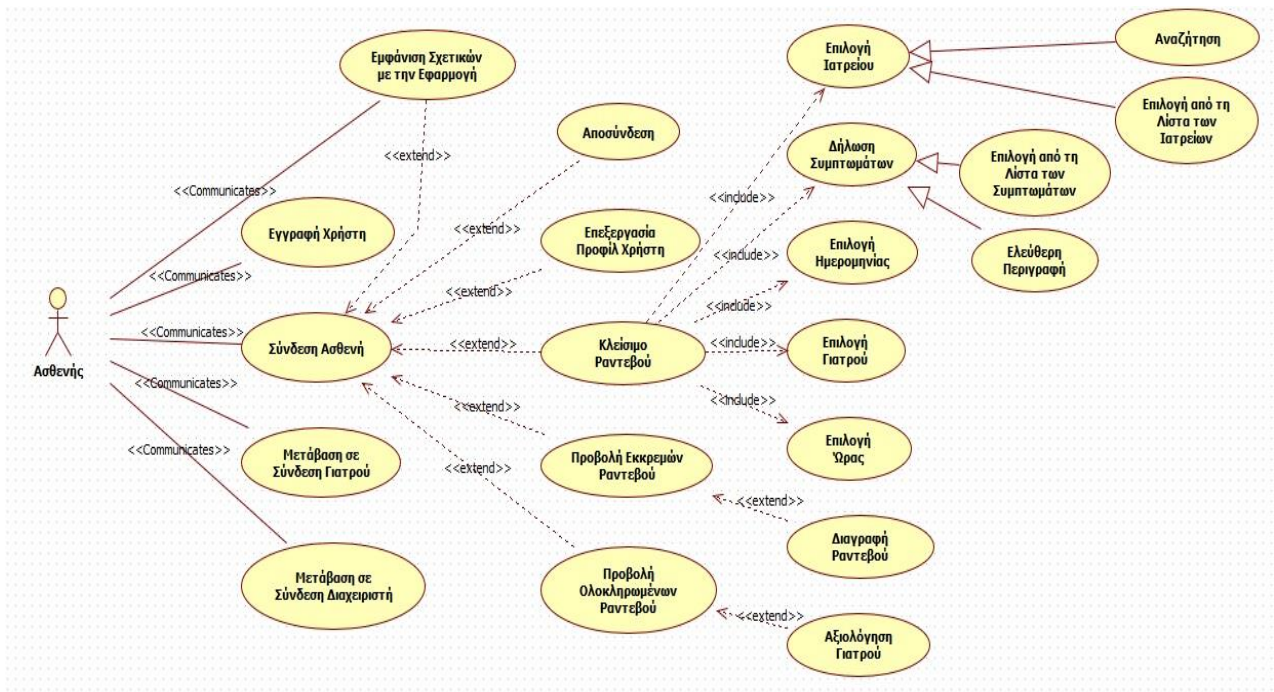 Εμφάνιση Σχετικών
με την Εφαρμογή
Επιλογή
Ιατρείου
Αναζήτηση
Επιλογή από τη
Λίστα των
Ιατρείων
Αποσύνδεση
Δήλωση
Συμπτωμάτων
Επιλογή από τη
Λίστα των
Συμπτωμάτων
<<extend>>
<<Communicates>>
<<include>>
Εγγραφή Χρήστη
<<extend>>
Επεξεργασία
Προφίλ Χρήστη
<<include>>
Επιλογή
Ημερομηνίας
Ελεύθερη
Περιγραφή
<<Communicates>>
<<extend>>
<<include>>
Ασθενής
<<Communicates>>
Σύνδεση Ασθενή
<<extend>>
Κλείσιμο
Ραντεβού
<<include>>
Επιλογή
Γιατρού
<<Communicates>>
<<extend>>
<<include>>
<<Communicates>>
Μετάβαση σε
Σύνδεση Γιατρού
<<extend>>
Προβολή Εκκρεμών
Ραντεβού
Επιλογή
Ώρας
<<extend>>
Διαγραφή
Ραντεβού
Μετάβαση σε
Σύνδεση Διαχειριστή
Προβολή
Ολοκληρωμένων
Ραντεβού
<<extend>>
Αξιολόγηση
Γιατρού